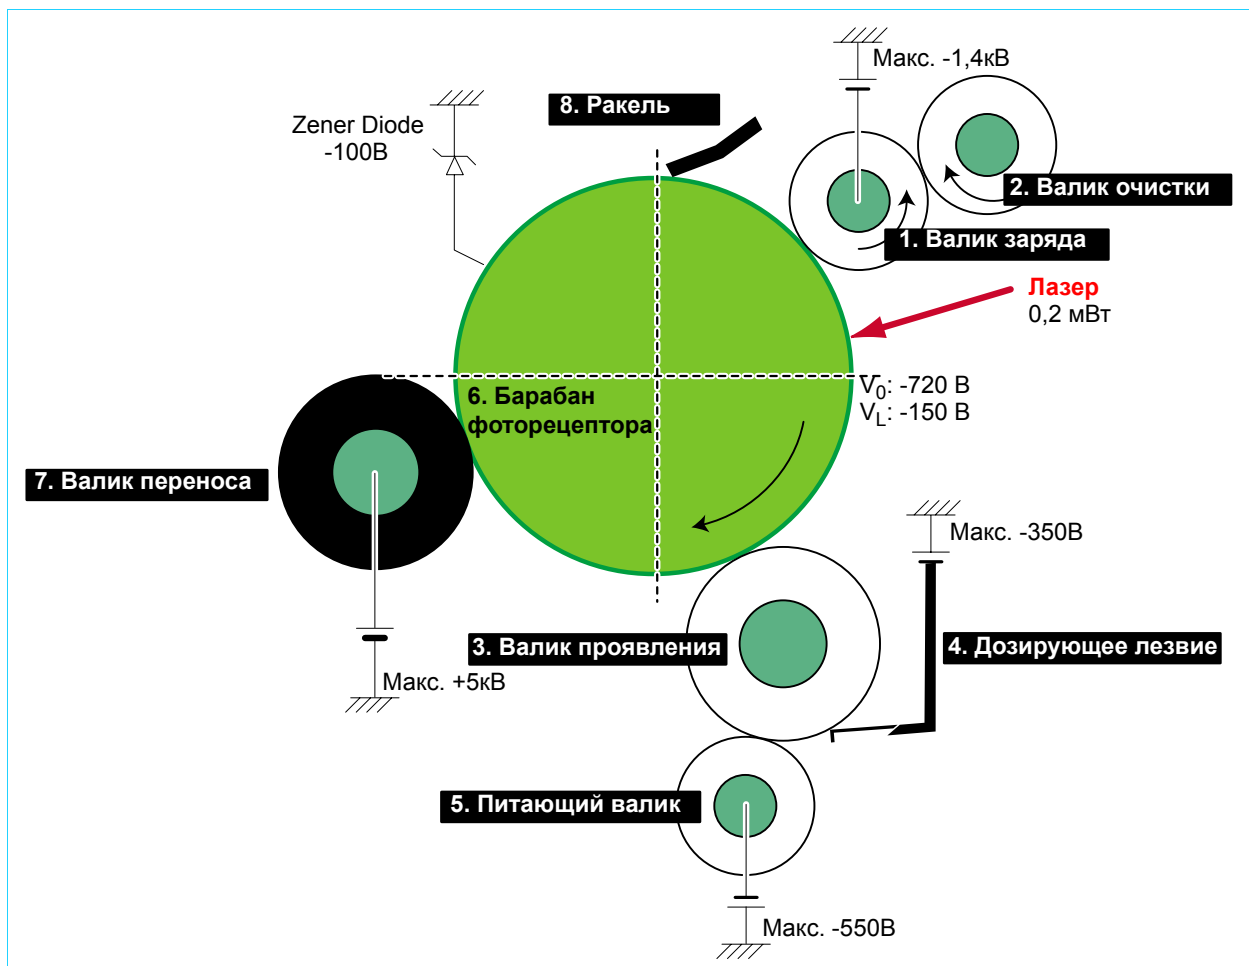 Макс. -1,4кВ
8. Ракель
Zener Diode
-100В
2. Валик очистки
1. Валик заряда
Лазер
0,2 мВт
V0: -720 В
VL: -150 В
6. Барабан
фоторецептора
7. Валик переноса
Макс. -350В
3. Валик проявления
4. Дозирующее лезвие
Макс. +5кВ
5. Питающий валик
Макс. -550В